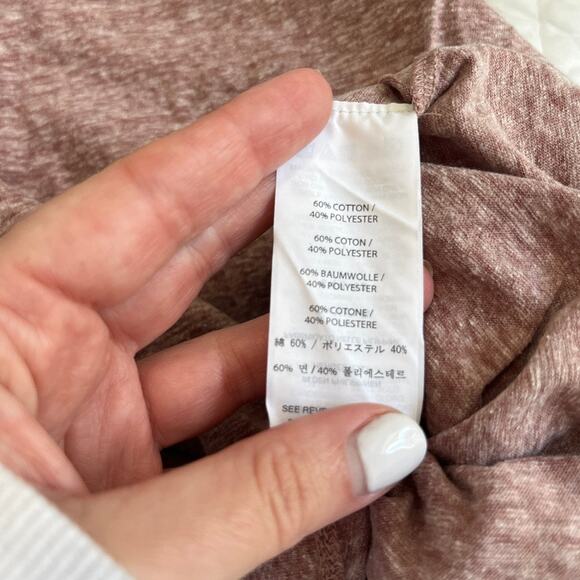 60% COTTON /
40% POLYESTER
60% COTON /
40% POLYESTER
60% BAUMWOLLE /
40% POLYESTER
60% COTONE /
40% POLIESTERE
綿 60% / ポリエステル 40%
60% 면 / 40% 폴리에스테르
SEE